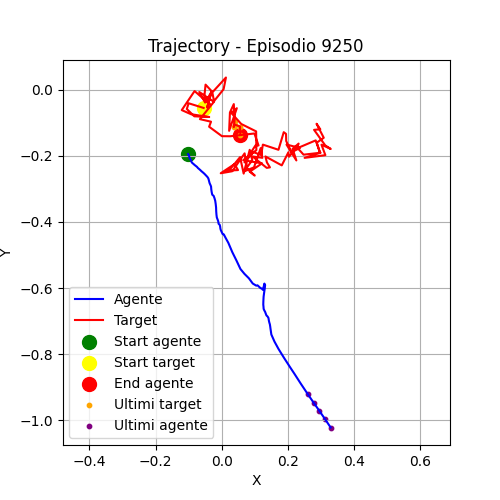 Trajectory - Episodio 9250
0.0
−0.2
−0.4
−0.6
−0.8
−1.0
Y
Agente
Target
Start agente
Start target
End agente
Ultimi target
Ultimi agente
−0.4 −0.2 0.0 0.2 0.4 0.6
X